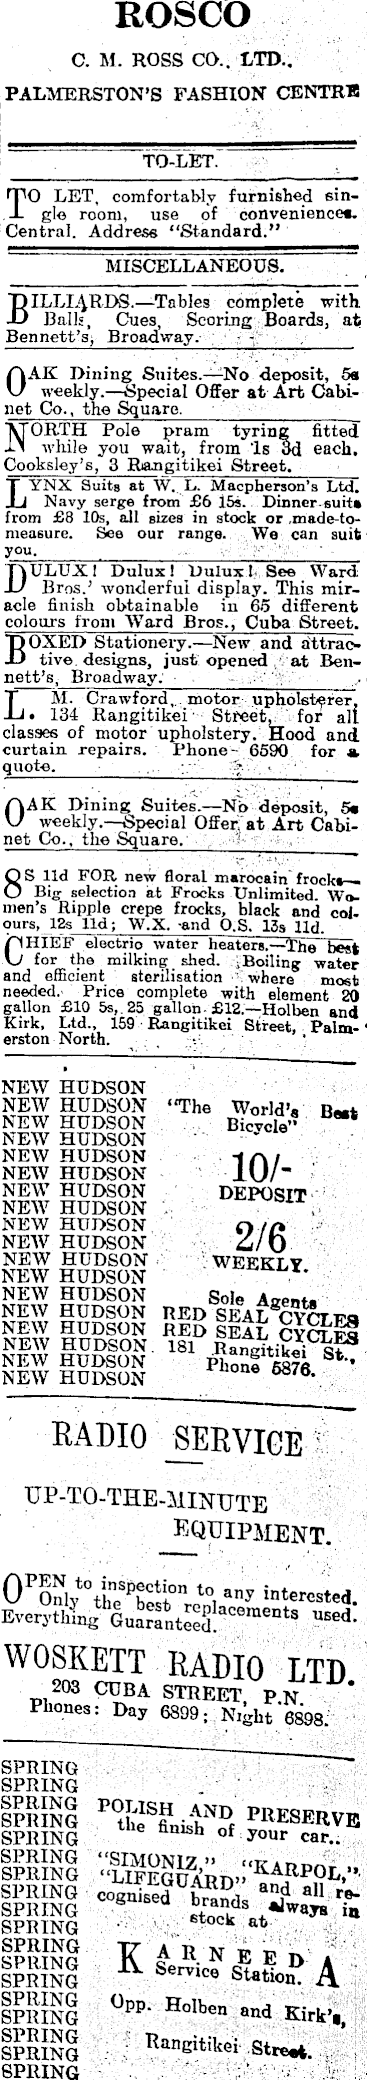 ROSCO
C. M. ROSS CO., LTD.,
PALMERSTON'S FASHION CENTRE
TO-LET.
TO LET, comfortably furnished sin-
gle room, use of conveniences.
Central. Address "Standard."
MISCELLANEOUS.
BILLIARDS.—Tables complete with
Balls, Cues, Scoring Boards, at
Bennett's, Broadway.
OAK Dining Suites.—No deposit, 5s
weekly.—Special Offer at Art Cabi-
net Co., the Square.
NORTH Pole pram tyring fitted
while you wait, from 1s 3d each.
Cooksley's, 3 Rangitikei Street.
LYNX Suits at W. L. Macpherson's Ltd.
Navy serge from £6 15s. Dinner suits
from £8 10s, all sizes in stock or made-to-
measure. See our range. We can suit
you.
DULUX! Dulux! Dulux! See Ward
Bros.' wonderful display. This mir-
acle finish obtainable in 65 different
colours from Ward Bros., Cuba Street.
BOXED Stationery.—New and attrac-
tive designs, just opened at Ben-
nett's, Broadway.
L. M. Crawford, motor upholsterer,
134 Rangitikei Street, for all
classes of motor upholstery. Hood and
curtain repairs. Phone 6590 for a
quote.
OAK Dining Suites.—No deposit, 5s
weekly.—Special Offer at Art Cabi-
net Co., the Square.
8S 11d FOR new floral marocain frocks—
Big selection at Frocks Unlimited. Wo-
men's Ripple crepe frocks, black and col-
ours, 12s 11d; W.X. and O.S. 13s 11d.
CHIEF electric water heaters.—The best
for the milking shed. Boiling water
and efficient sterilisation where most
needed. Price complete with element 20
gallon £10 5s, 25 gallon £12.—Holben and
Kirk, Ltd., 159 Rangitikei Street, Palm-
erston North.
NEW HUDSON
NEW HUDSON "The World's Best
NEW HUDSON Bicycle"
NEW HUDSON
NEW HUDSON
NEW HUDSON 10/-
NEW HUDSON DEPOSIT
NEW HUDSON
NEW HUDSON
NEW HUDSON 2/6
NEW HUDSON WEEKLY.
NEW HUDSON
NEW HUDSON Sole Agents
NEW HUDSON RED SEAL CYCLES
NEW HUDSON RED SEAL CYCLES
NEW HUDSON 181 Rangitikei St.,
NEW HUDSON Phone 5876.
NEW HUDSON
RADIO SERVICE
UP-TO-THE-MINUTE
EQUIPMENT.
OPEN to inspection to any interested.
Only the best replacements used.
Everything Guaranteed.
WOSKETT RADIO LTD.
203 CUBA STREET, P.N.
Phones: Day 6899; Night 6898.
SPRING
SPRING
SPRING POLISH AND PRESERVE
SPRING the finish of your car..
SPRING
SPRING "SIMONIZ," "KARPOL,"
SPRING "LIFEGUARD" and all re-
SPRING cognised brands always in
SPRING stock at
SPRING
SPRING KARNEEDA
SPRING Service Station.
SPRING
SPRING Opp. Holben and Kirk's,
SPRING
SPRING Rangitikei Street.
SPRING
SPRING